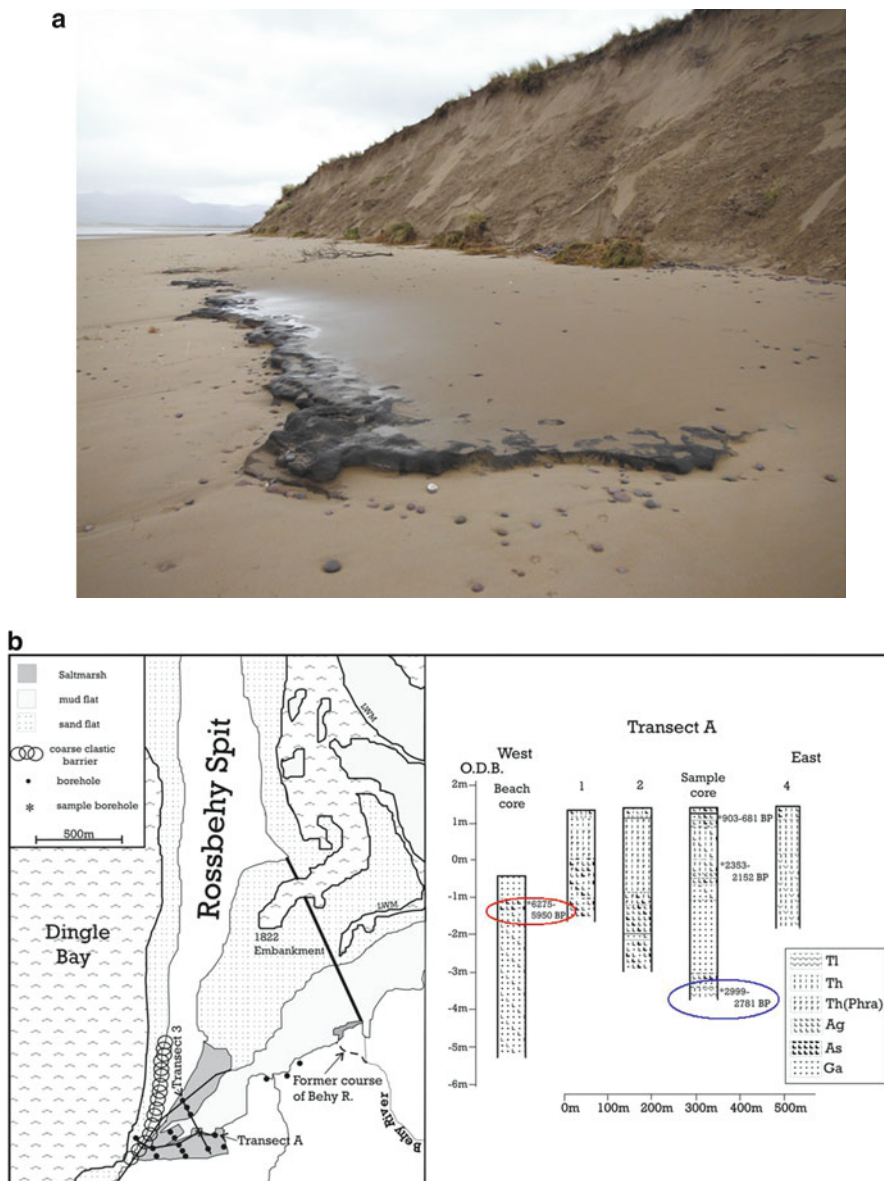 a
b
Saltmarsh
mud flat
sand flat
coarse clastic
barrier
borehole
sample borehole
500m
Rossbehy Spit
Dingle
Bay
LWM
LWM
1822
Embankment
Transect 3
Former course
of Behy R.
Behy River
Transect A
Transect A
West
East
O.D.B.
Beach
core
1
2
Sample
core
4
2m
1m
0m
-1m
-2m
-3m
-4m
-5m
-6m
*903-681 BP
*2353-
2152 BP
*6275-
5950 BP
*2999-
2781 BP
Tl
Th
Th(Phra)
Ag
As
Ga
0m 100m 200m 300m 400m 500m